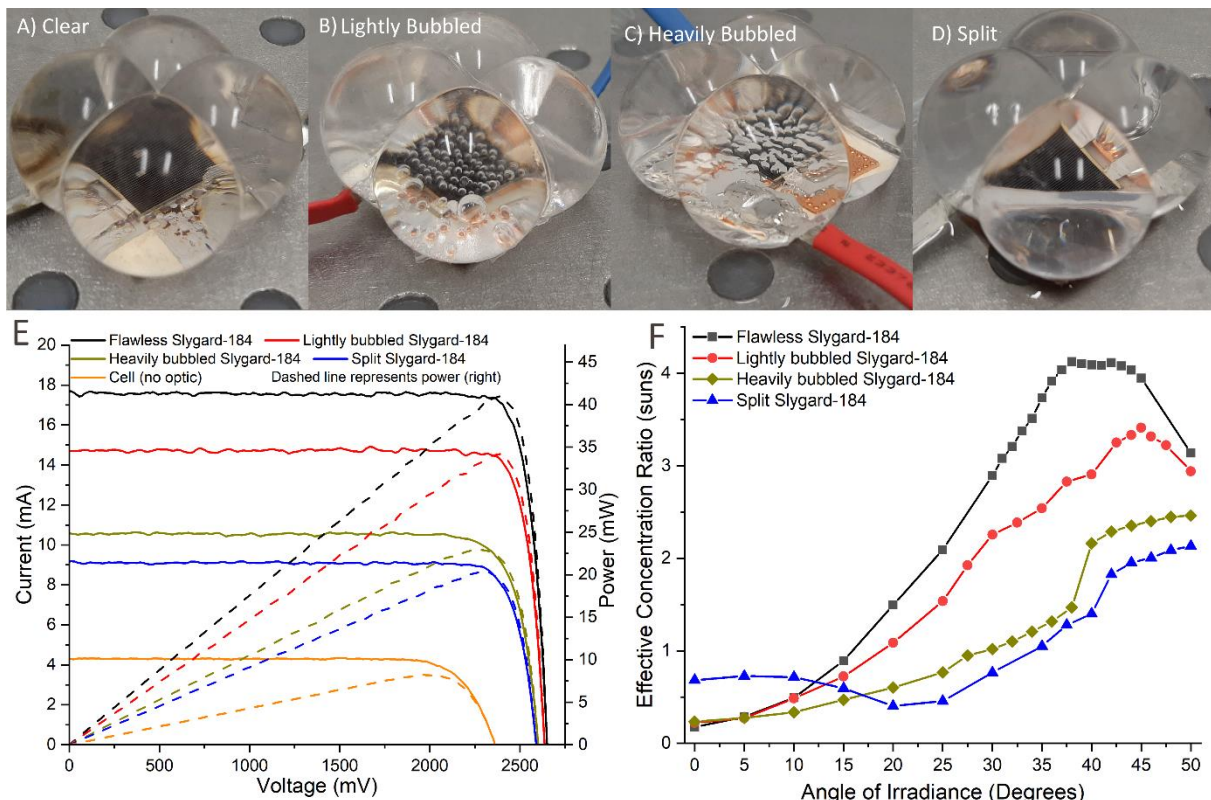 A) Clear
B) Lightly Bubbled
C) Heavily Bubbled
D) Split
E
Flawless Slygard-184
Lightly bubbled Slygard-184
Heavily bubbled Slygard-184
Split Slygard-184
Cell (no optic)
Dashed line represents power (right)
Current (mA)
20
18
16
14
12
10
8
6
4
2
0
0
500
1000
1500
2000
2500
Voltage (mV)
45
40
35
30
25
20
15
10
5
0
Power (mW)
F
Flawless Slygard-184
Lightly bubbled Slygard-184
Heavily bubbled Slygard-184
Split Slygard-184
Effective Concentration Ratio (suns)
4
3
2
1
0
0
5
10
15
20
25
30
35
40
45
50
Angle of Irradiance (Degrees)